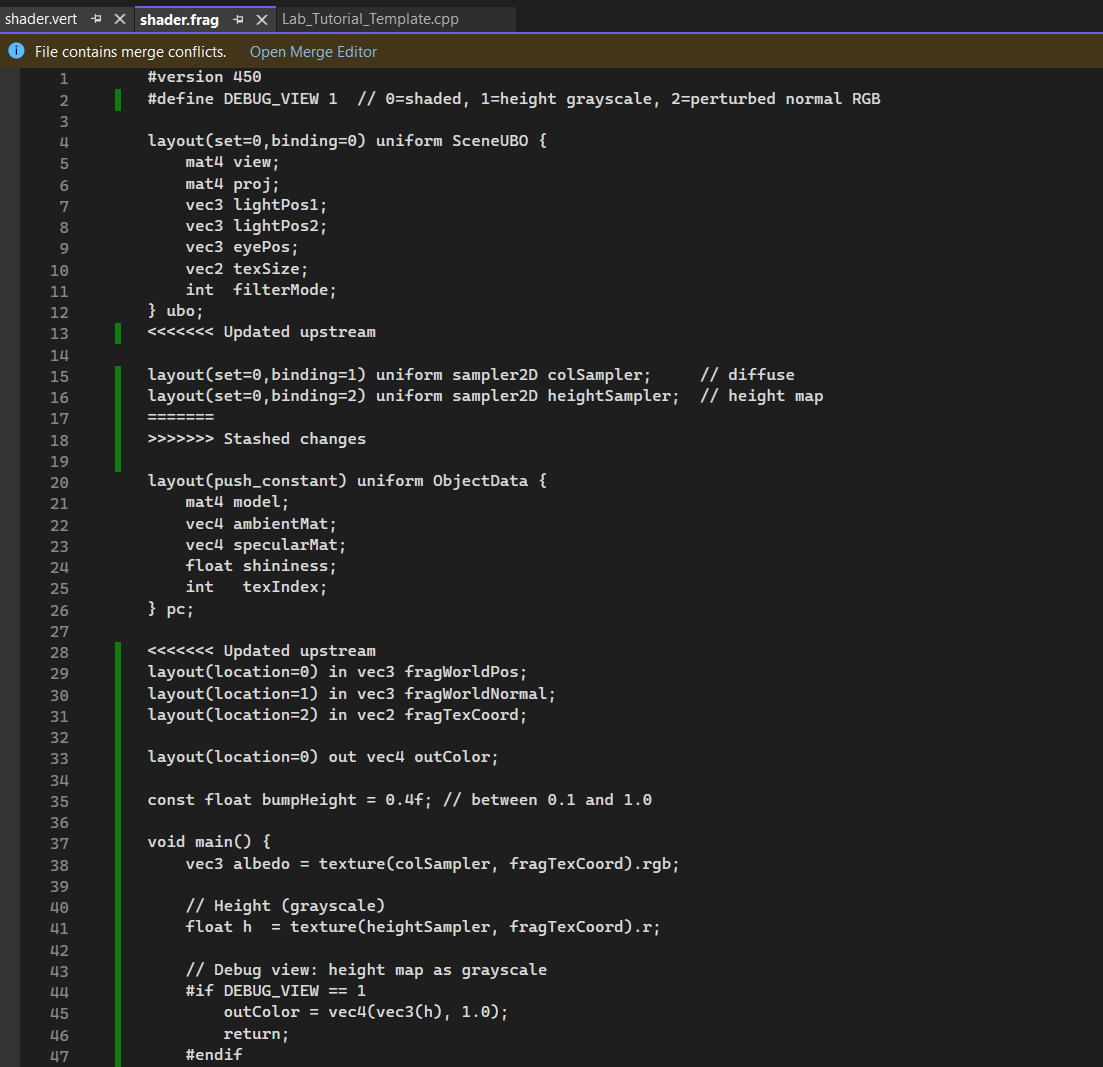 shader.vert shader.frag Lab_Tutorial_Template.cpp
File contains merge conflicts. Open Merge Editor
1 #version 450
2 #define DEBUG_VIEW 1  // 0=shaded, 1=height grayscale, 2=perturbed normal RGB
3
4 layout(set=0,binding=0) uniform SceneUBO {
5     mat4 view;
6     mat4 proj;
7     vec3 lightPos1;
8     vec3 lightPos2;
9     vec3 eyePos;
10     vec2 texSize;
11     int  filterMode;
12 } ubo;
13 <<<<<<< Updated upstream
14
15 layout(set=0,binding=1) uniform sampler2D colSampler;     // diffuse
16 layout(set=0,binding=2) uniform sampler2D heightSampler;  // height map
17 =======
18 >>>>>>> Stashed changes
19
20 layout(push_constant) uniform ObjectData {
21     mat4 model;
22     vec4 ambientMat;
23     vec4 specularMat;
24     float shininess;
25     int   texIndex;
26 } pc;
27
28 <<<<<<< Updated upstream
29 layout(location=0) in vec3 fragWorldPos;
30 layout(location=1) in vec3 fragWorldNormal;
31 layout(location=2) in vec2 fragTexCoord;
32
33 layout(location=0) out vec4 outColor;
34
35 const float bumpHeight = 0.4f; // between 0.1 and 1.0
36
37 void main() {
38     vec3 albedo = texture(colSampler, fragTexCoord).rgb;
39
40     // Height (grayscale)
41     float h  = texture(heightSampler, fragTexCoord).r;
42
43     // Debug view: height map as grayscale
44     #if DEBUG_VIEW == 1
45         outColor = vec4(vec3(h), 1.0);
46         return;
47     #endif